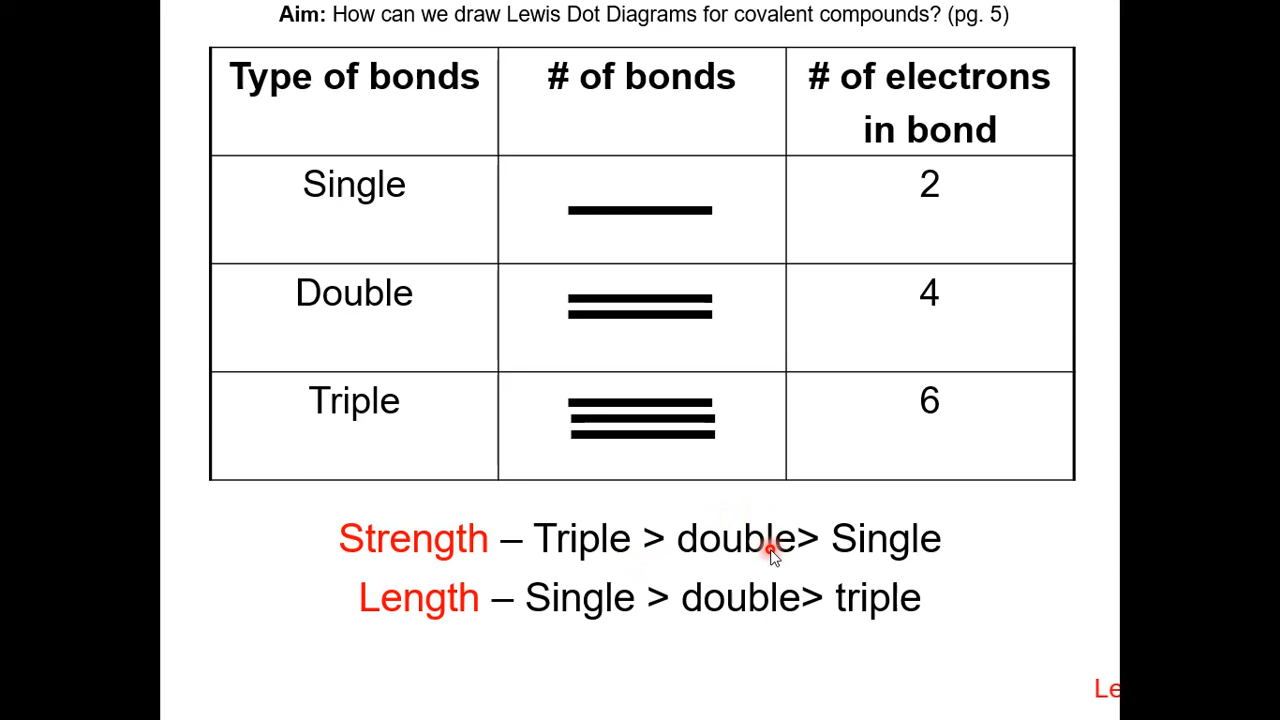 Aim: How can we draw Lewis Dot Diagrams for covalent compounds? (pg. 5)
Type of bonds # of bonds # of electrons
in bond
Single 2
Double 4
Triple 6
Strength – Triple > double> Single
Length – Single > double> triple
Le